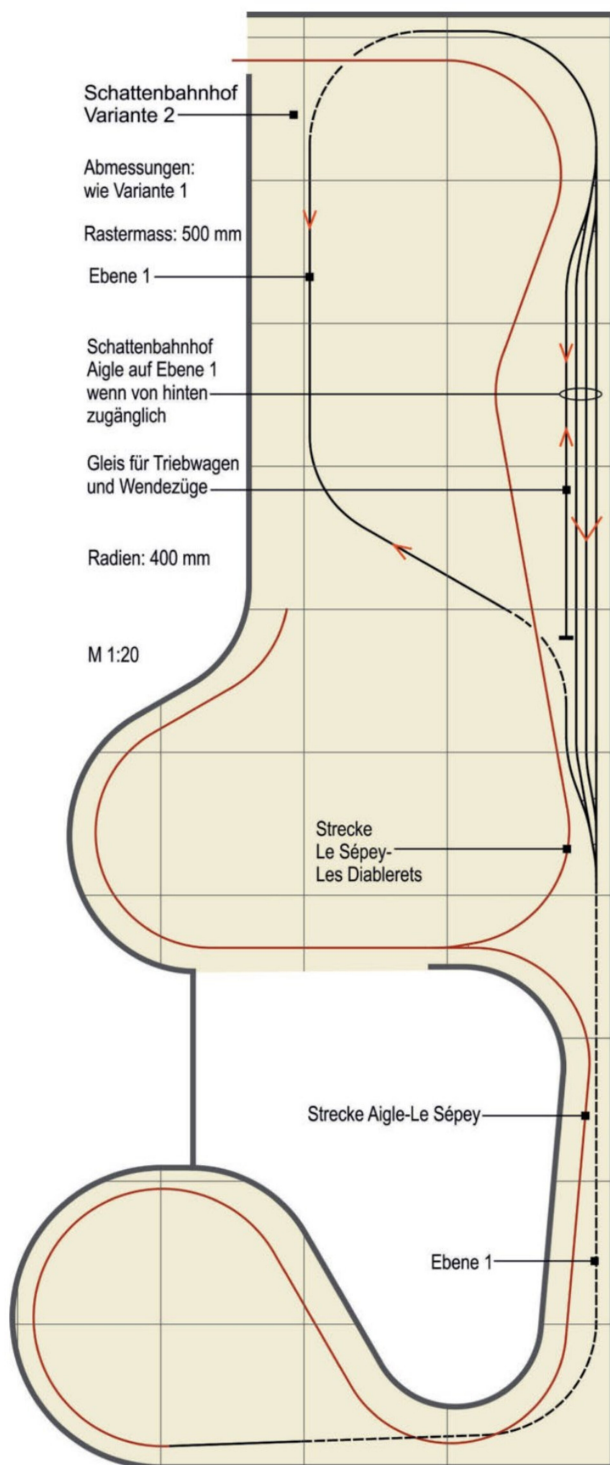 Schattenbahnhof
Variante 2
Abmessungen:
wie Variante 1
Rastermass: 500 mm
Ebene 1
Schattenbahnhof
Aigle auf Ebene 1
wenn von hinten
zugänglich
Gleis für Triebwagen
und Wendezüge
Radien: 400 mm
M 1:20
Strecke
Le Sépey-
Les Diablerets
Strecke Aigle-Le Sépey
Ebene 1